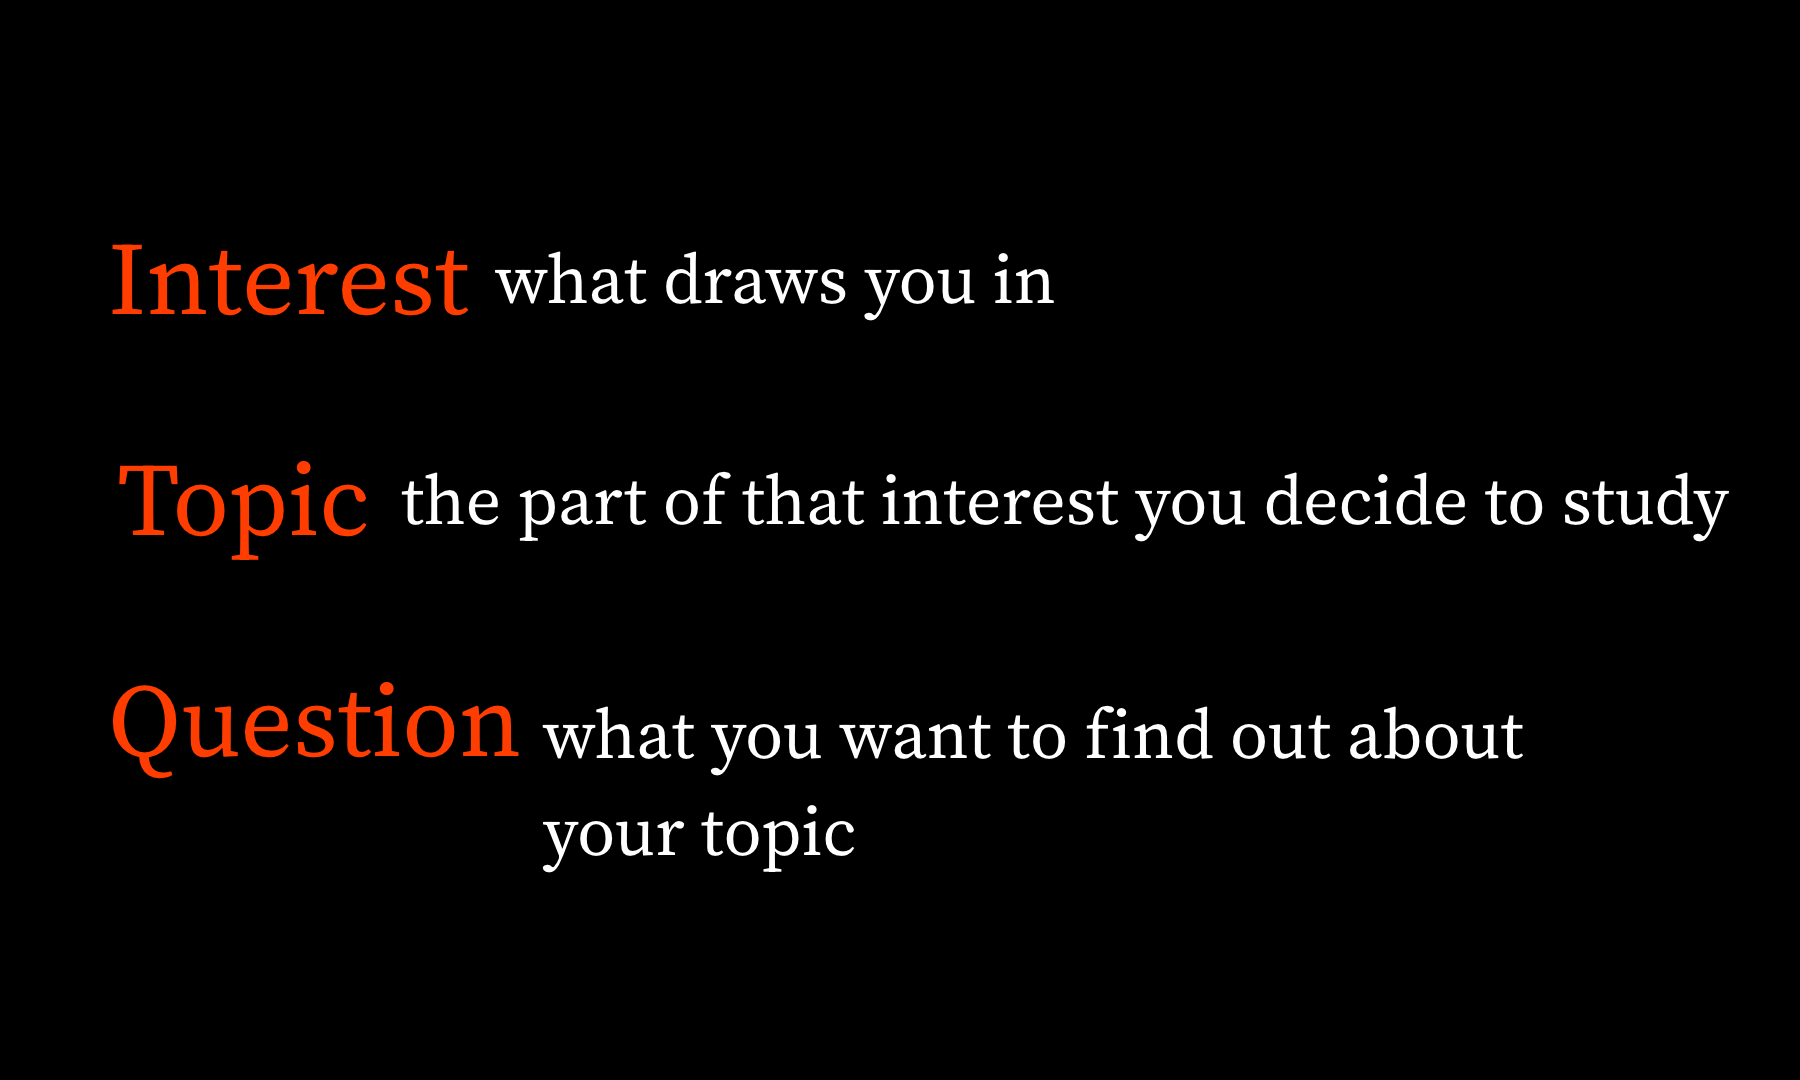 Interest what draws you in
Topic the part of that interest you decide to study
Question what you want to find out about
your topic